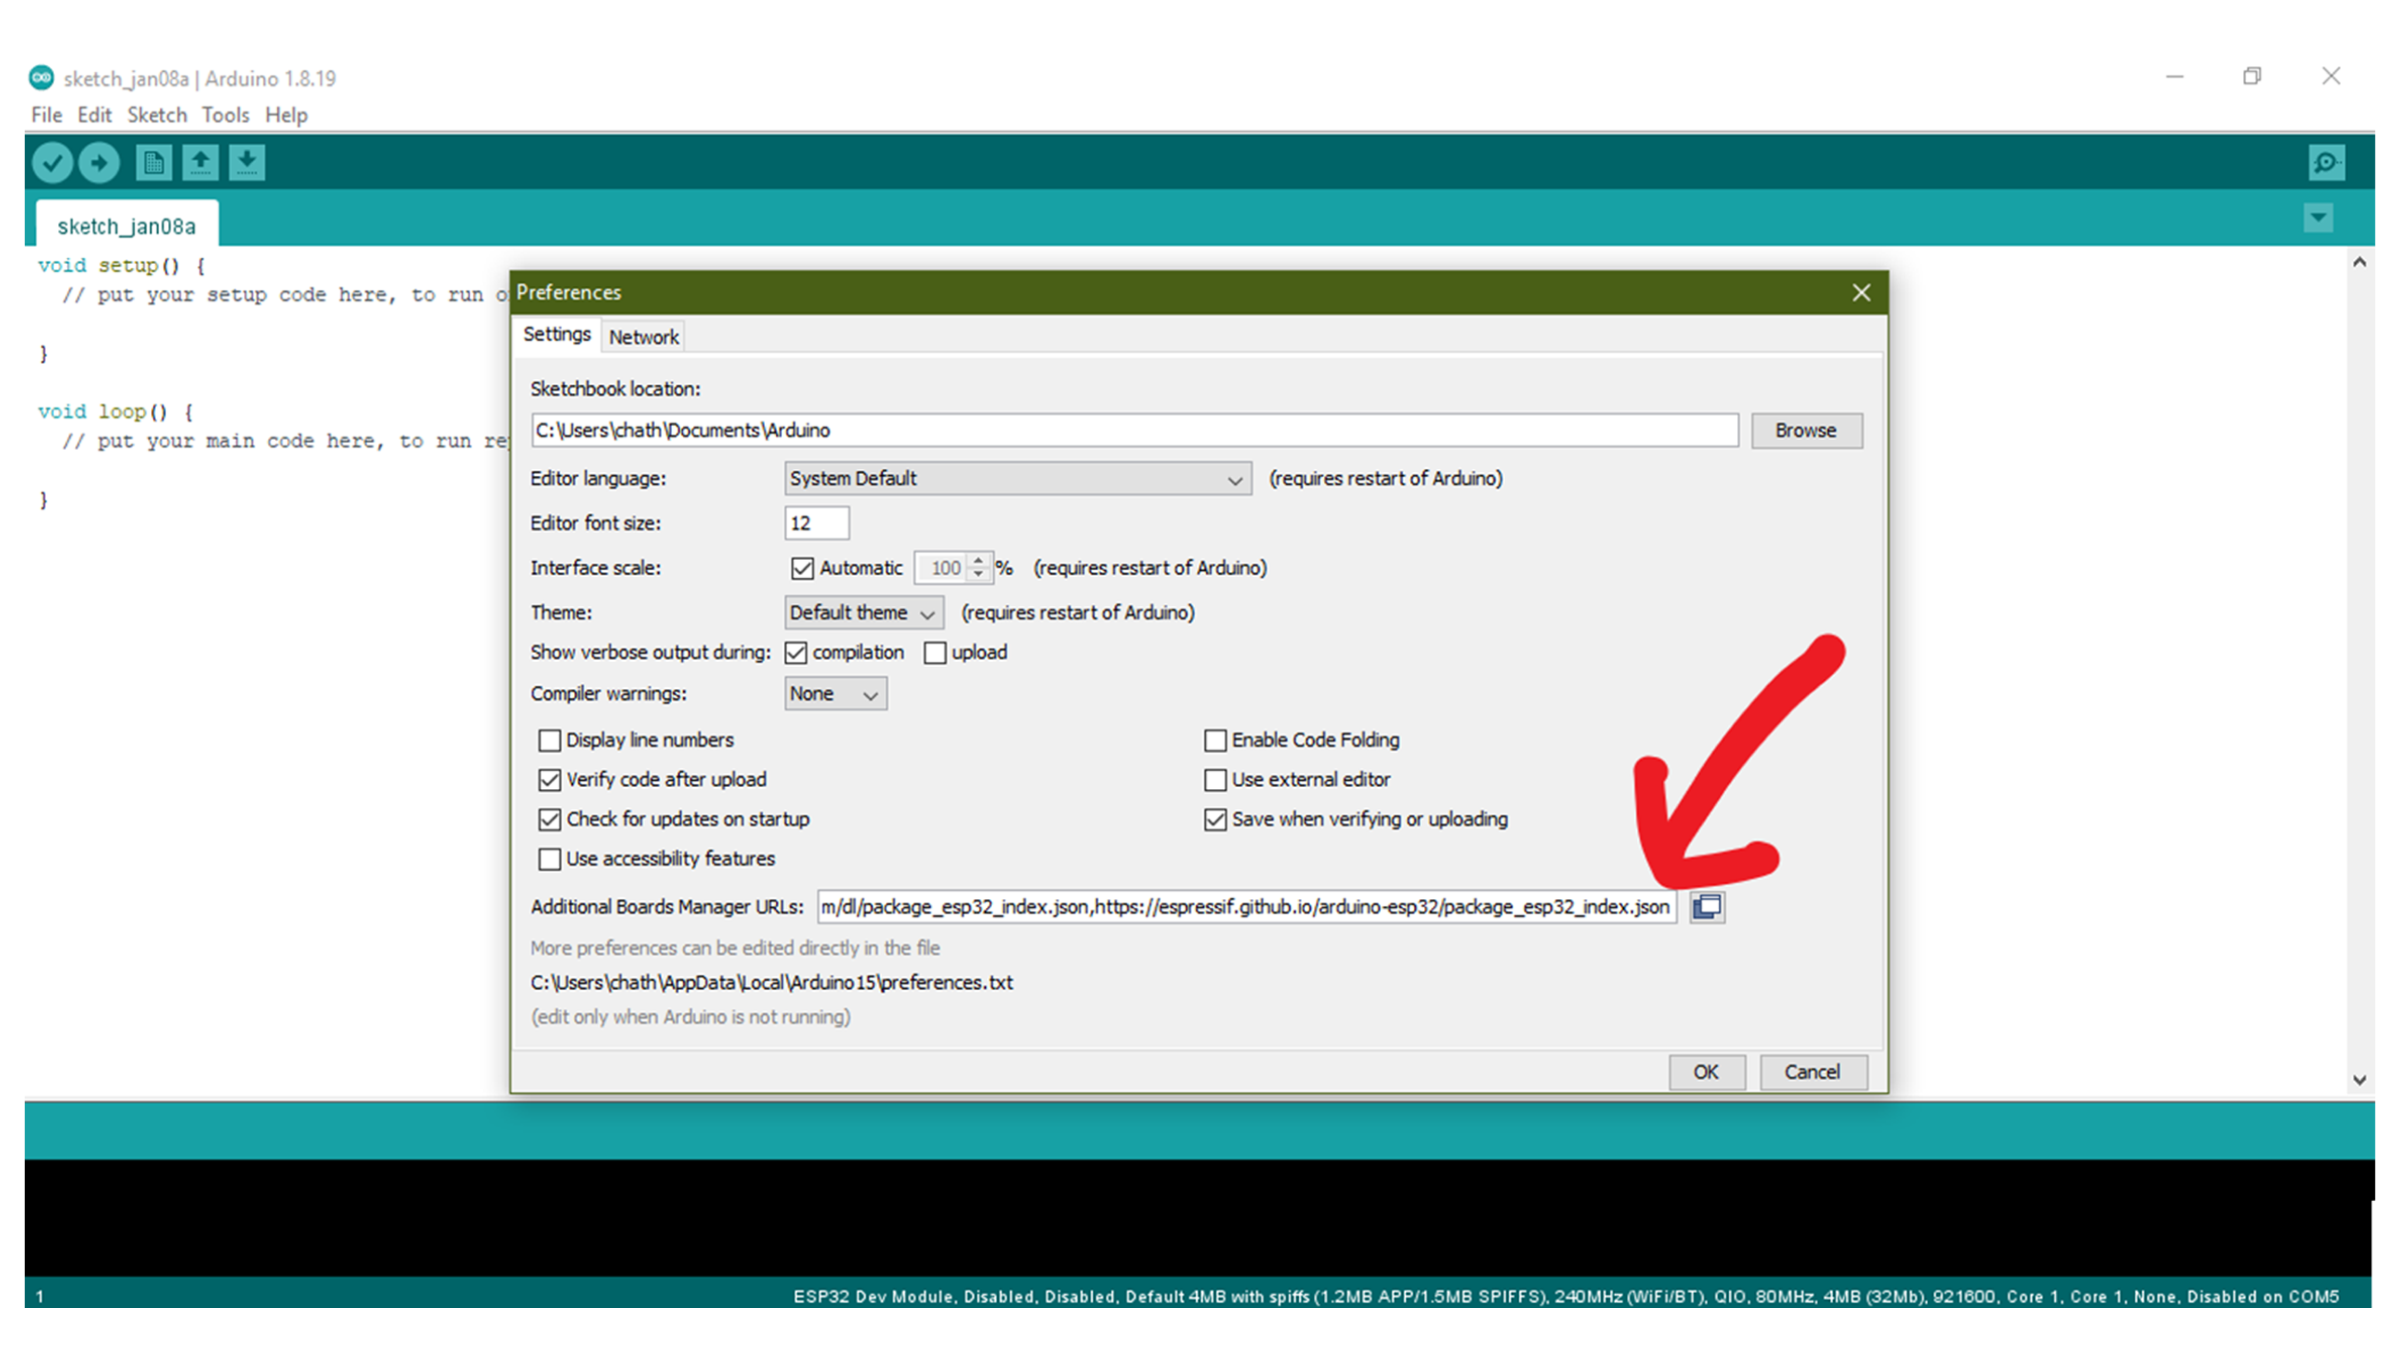 sketch_jan08a | Arduino 1.8.19
File Edit Sketch Tools Help
sketch_jan08a
void setup() {
// put your setup code here, to run
}
void loop() {
// put your main code here, to run
}
Preferences
Settings Network
Sketchbook location:
C:\Users\chath\Documents\Arduino Browse
Editor language: System Default (requires restart of Arduino)
Editor font size: 12
Interface scale: Automatic 100 % (requires restart of Arduino)
Theme: Default theme (requires restart of Arduino)
Show verbose output during: compilation upload
Compiler warnings: None
Display line numbers Enable Code Folding
Verify code after upload Use external editor
Check for updates on startup Save when verifying or uploading
Use accessibility features
Additional Boards Manager URLs: m/dl/package_esp32_index.json,https://espressif.github.io/arduino-esp32/package_esp32_index.json
More preferences can be edited directly in the file
C:\Users\chath\AppData\Local\Arduino15\preferences.txt
(edit only when Arduino is not running)
OK Cancel
1 ESP32 Dev Module, Disabled, Disabled, Default 4MB with spiffs (1.2MB APP/1.5MB SPIFFS), 240MHz (WiFi/BT), QIO, 80MHz, 4MB (32Mb), 921600, Core 1, Core 1, None, Disabled on COM5